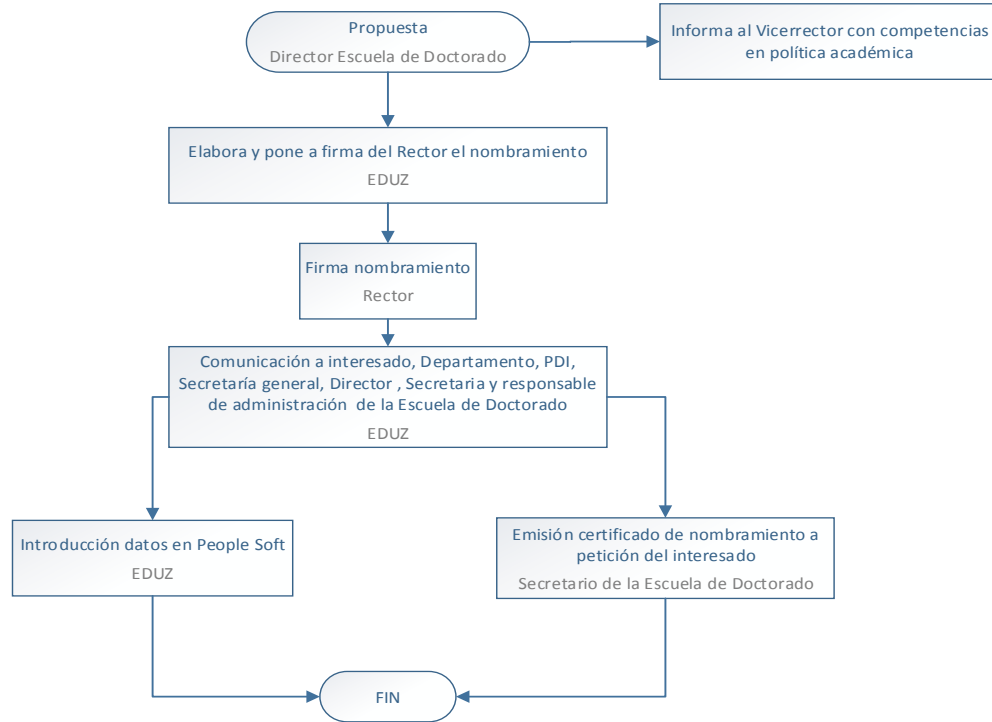 Propuesta
Director Escuela de Doctorado
Informa al Vicerrector con competencias
en política académica
Elabora y pone a firma del Rector el nombramiento
EDUZ
Firma nombramiento
Rector
Comunicación a interesado, Departamento, PDI,
Secretaría general, Director , Secretaria y responsable
de administración de la Escuela de Doctorado
EDUZ
Introducción datos en People Soft
EDUZ
Emisión certificado de nombramiento a
petición del interesado
Secretario de la Escuela de Doctorado
FIN